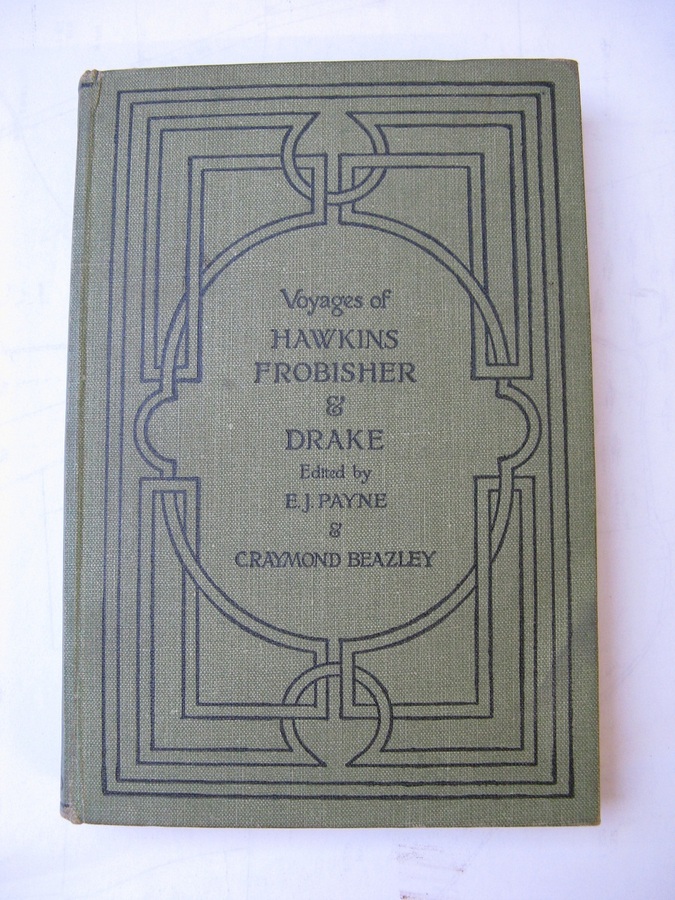 Voyages of
HAWKINS
FROBISHER
&
DRAKE
Edited by
E.J. PAYNE
&
C.RAYMOND BEAZLEY